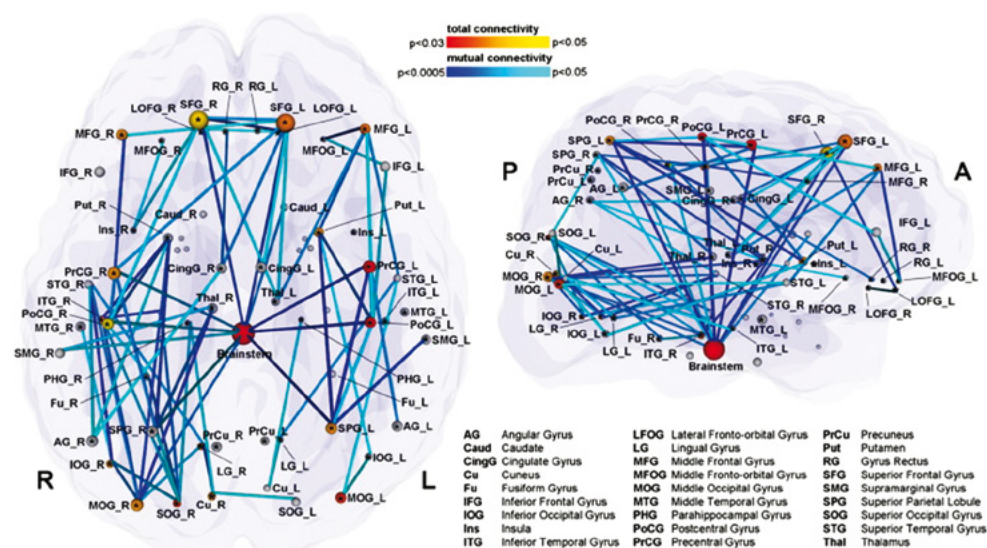 total connectivity
p<0.03 p<0.05
mutual connectivity
p<0.0005 p<0.05
RG_R RG_L
LOFG_R SFG_R SFG_L LOFG_L
MFG_R MFOG_R MFOG_L MFG_L
IFG_R IFG_L
Put_R Caud_R Caud_L Put_L
Ins_R Ins_L
PrCG_R CingG_R CingG_L PrCG_L
STG_R STG_L
ITG_R Thal_R Thal_L ITG_L
PoCG_R MTG_L
MTG_R PoCG_L
SMG_R Brainstem SMG_L
PHG_R PHG_L
Fu_R Fu_L
AG_R SPG_R PrCu_R PrCu_L SPG_L AG_L
IOG_R LG_R LG_L IOG_L
R L
MOG_R SOG_R Cu_R Cu_L SOG_L MOG_L
P A
PoCG_R PrCG_R PoCG_L PrCG_L SFG_R SFG_L
SPG_L
SPG_R
PrCu_R MFG_L
PrCu_L AG_L SMG_L MFG_R
AG_R CingG_R CingG_L
SOG_R SOG_L IFG_L
Cu_R Cu_L Thal_L Put_R Put_L RG_R
Thal_R Ins_R Ins_L RG_L
MOG_R MFOG_L
MOG_L STG_L
STG_R MFOG_R LOFG_L
IOG_R LOFG_R
LG_R IOG_L MTG_L
LG_L Fu_R ITG_R ITG_L
Brainstem
AG Angular Gyrus
Caud Caudate
CingG Cingulate Gyrus
Cu Cuneus
Fu Fusiform Gyrus
IFG Inferior Frontal Gyrus
IOG Inferior Occipital Gyrus
Ins Insula
ITG Inferior Temporal Gyrus
LFOG Lateral Fronto-orbital Gyrus
LG Lingual Gyrus
MFG Middle Frontal Gyrus
MFOG Middle Fronto-orbital Gyrus
MOG Middle Occipital Gyrus
MTG Middle Temporal Gyrus
PHG Parahippocampal Gyrus
PoCG Postcentral Gyrus
PrCG Precentral Gyrus
PrCu Precuneus
Put Putamen
RG Gyrus Rectus
SFG Superior Frontal Gyrus
SMG Supramarginal Gyrus
SPG Superior Parietal Lobule
SOG Superior Occipital Gyrus
STG Superior Temporal Gyrus
Thal Thalamus